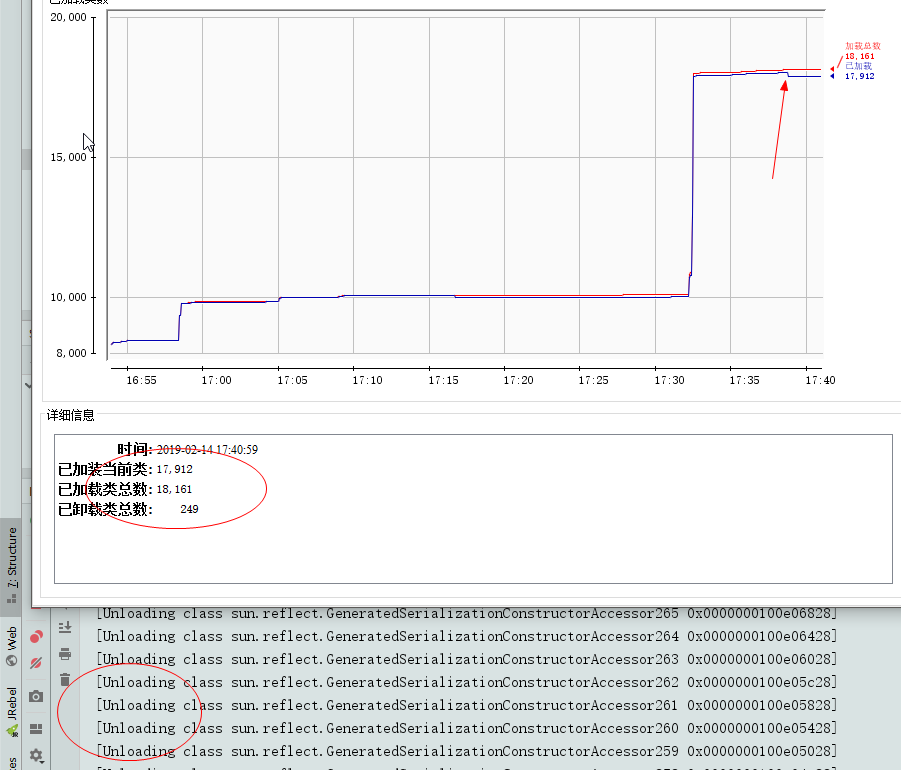 已加载类数
20,000
15,000
10,000
8,000
加载总数
18,161
已加载
17,912
16:55 17:00 17:05 17:10 17:15 17:20 17:25 17:30 17:35 17:40
详细信息
时间: 2019-02-14 17:40:59
已加装当前类: 17,912
已加载类总数: 18,161
已卸载类总数: 249
7: Structure
Web
JRebel
[Unloading class sun.reflect.GeneratedSerializationConstructorAccessor265 0x0000000100e06828]
[Unloading class sun.reflect.GeneratedSerializationConstructorAccessor264 0x0000000100e06428]
[Unloading class sun.reflect.GeneratedSerializationConstructorAccessor263 0x0000000100e06028]
[Unloading class sun.reflect.GeneratedSerializationConstructorAccessor262 0x0000000100e05c28]
[Unloading class sun.reflect.GeneratedSerializationConstructorAccessor261 0x0000000100e05828]
[Unloading class sun.reflect.GeneratedSerializationConstructorAccessor260 0x0000000100e05428]
[Unloading class sun.reflect.GeneratedSerializationConstructorAccessor259 0x0000000100e05028]